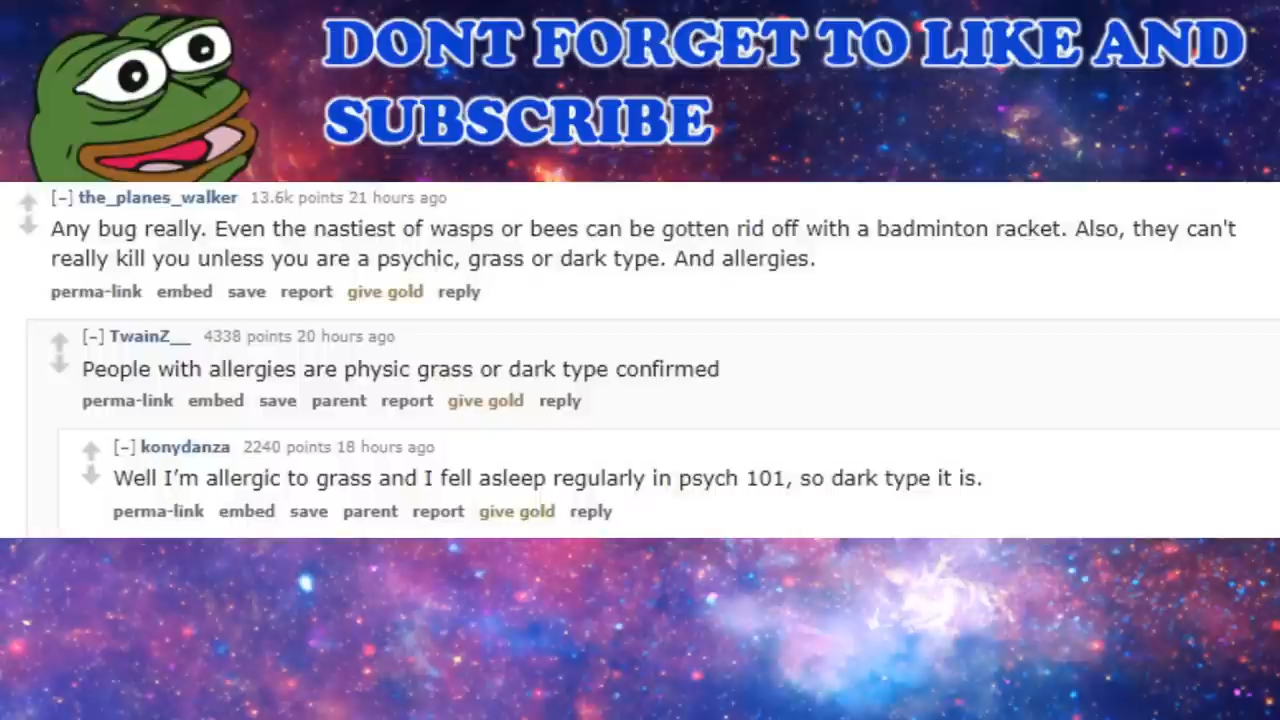 DONT FORGET TO LIKE AND
SUBSCRIBE
[–] the_planes_walker 13.6k points 21 hours ago
Any bug really. Even the nastiest of wasps or bees can be gotten rid off with a badminton racket. Also, they can't
really kill you unless you are a psychic, grass or dark type. And allergies.
perma-link embed save report give gold reply
[–] TwainZ__ 4338 points 20 hours ago
People with allergies are physic grass or dark type confirmed
perma-link embed save parent report give gold reply
[–] konydanza 2240 points 18 hours ago
Well I’m allergic to grass and I fell asleep regularly in psych 101, so dark type it is.
perma-link embed save parent report give gold reply